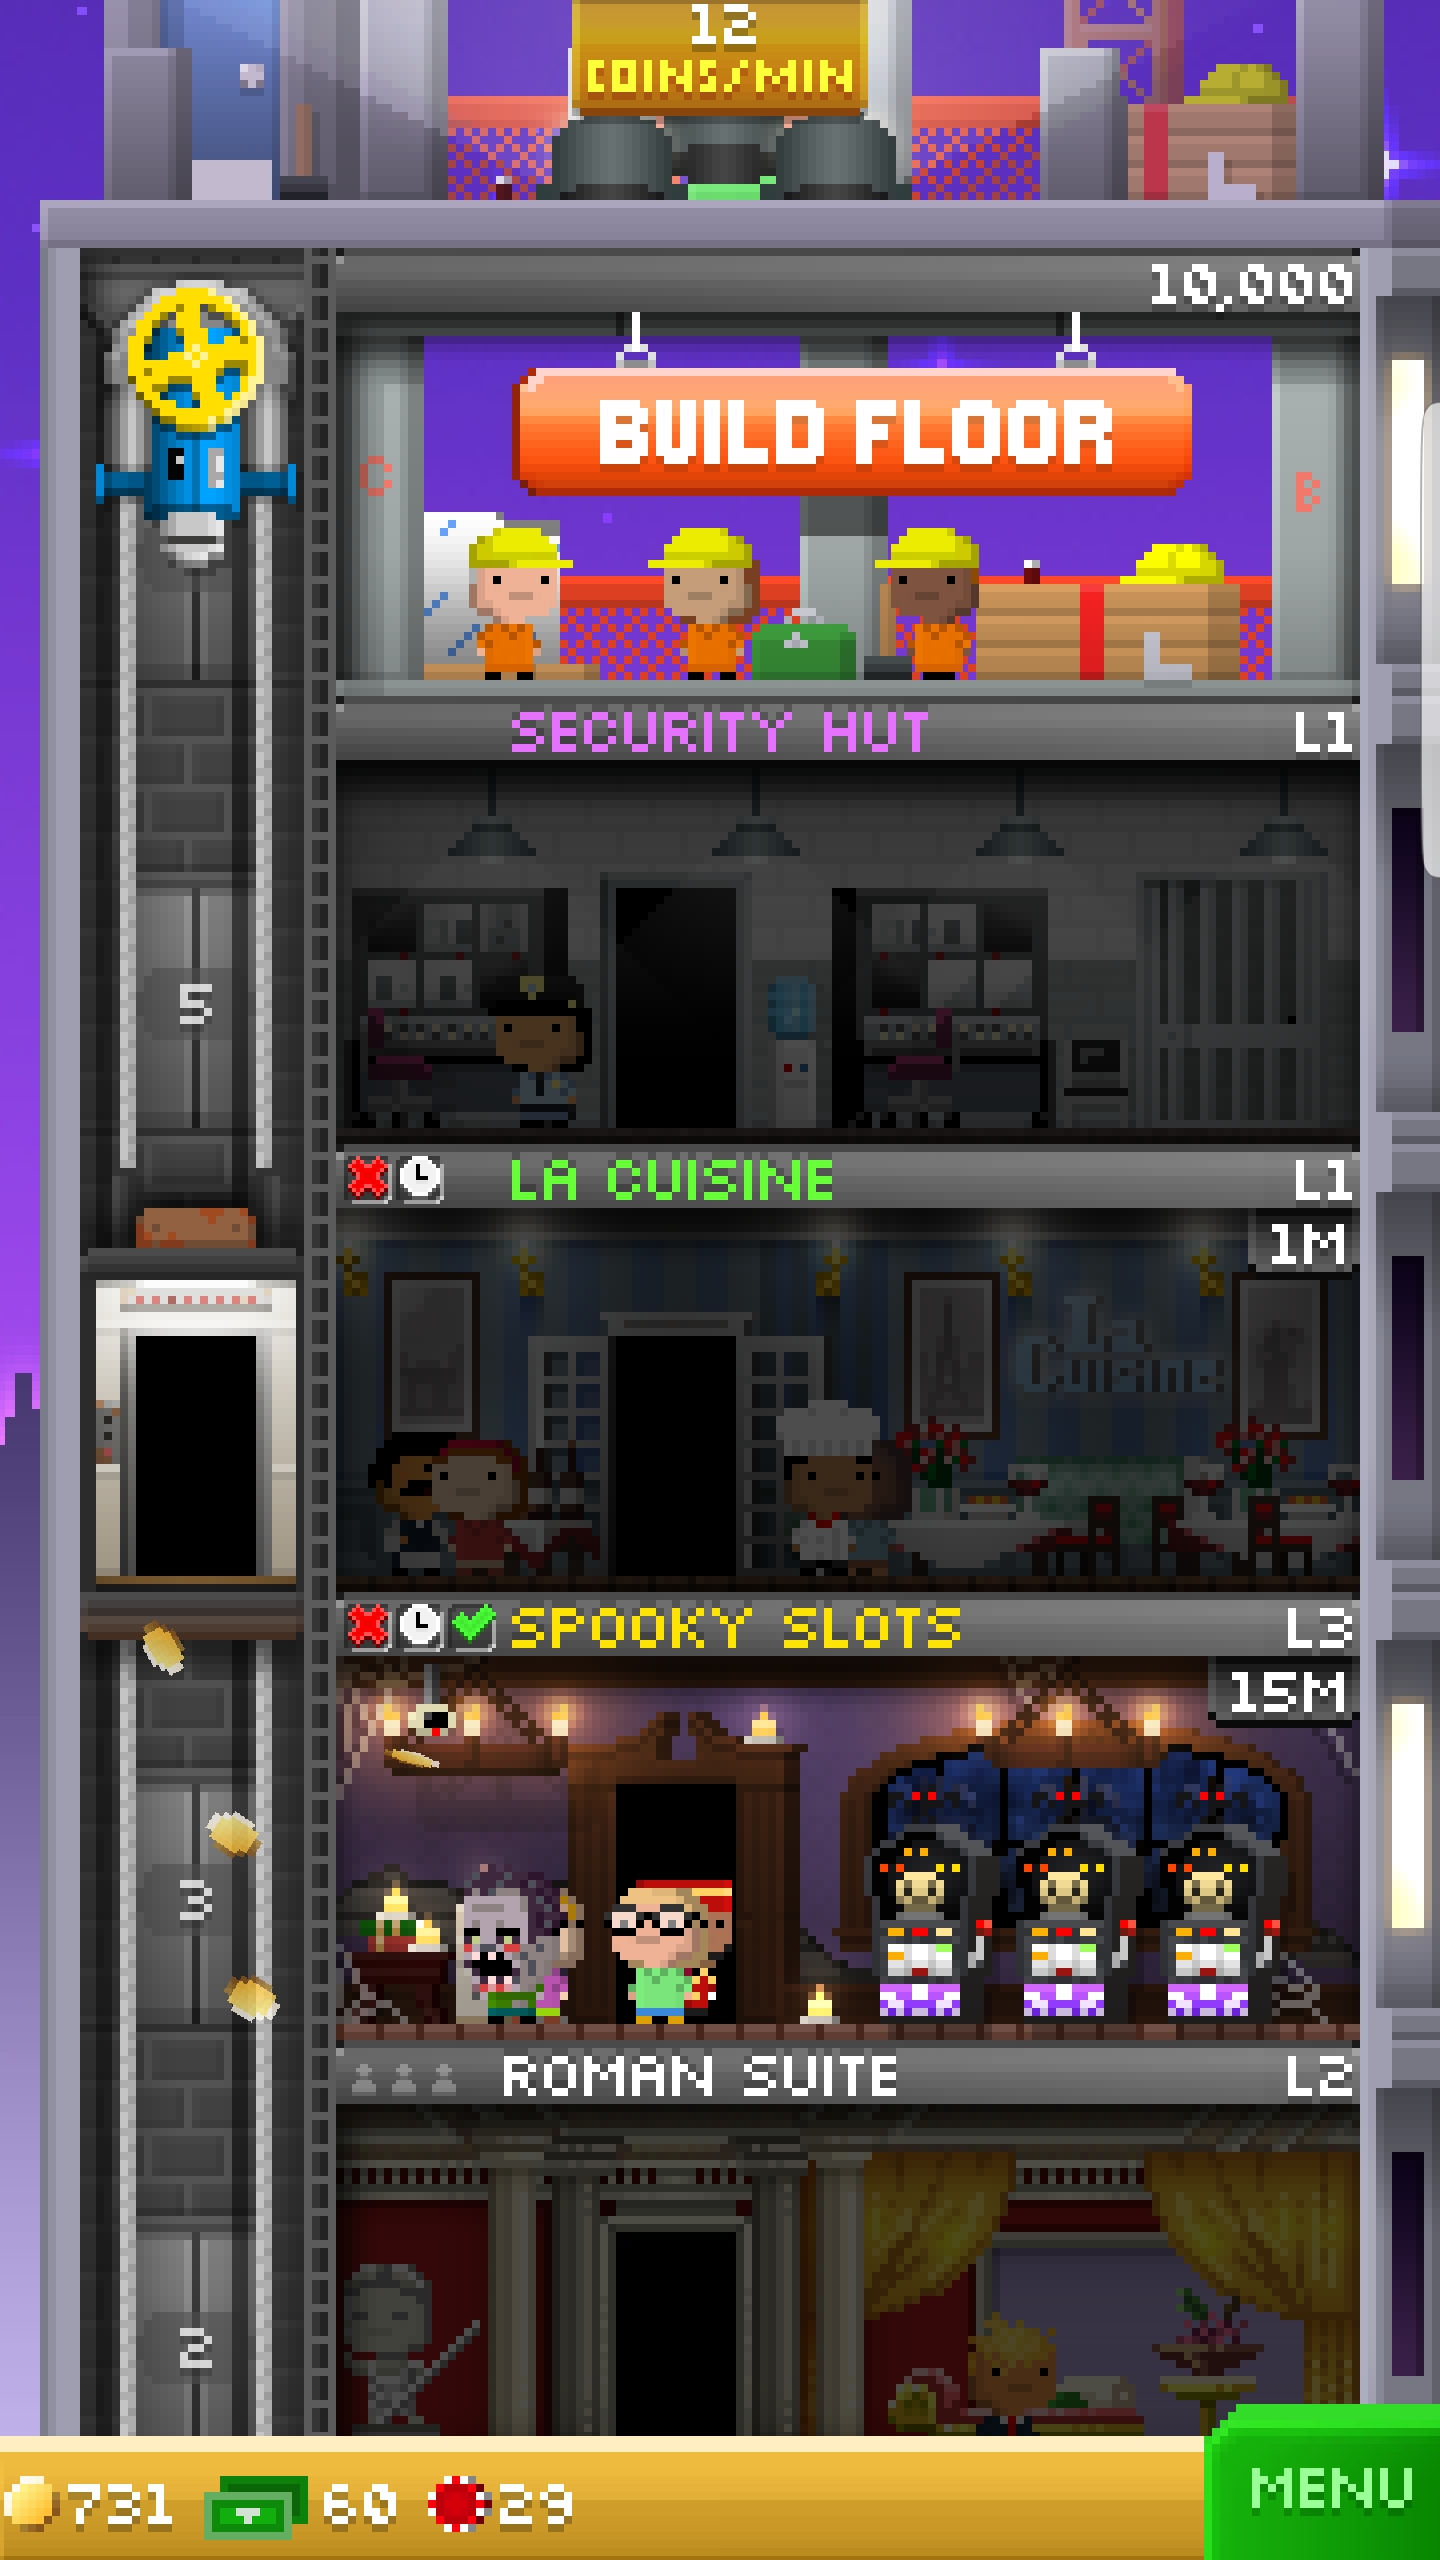 12
COINS/MIN
10,000
BUILD FLOOR
C
B
SECURITY HUT
L1
5
LA CUISINE
L1
1M
La
Cuisine
SPOOKY SLOTS
L3
15M
3
ROMAN SUITE
L2
2
731
60
29
MENU